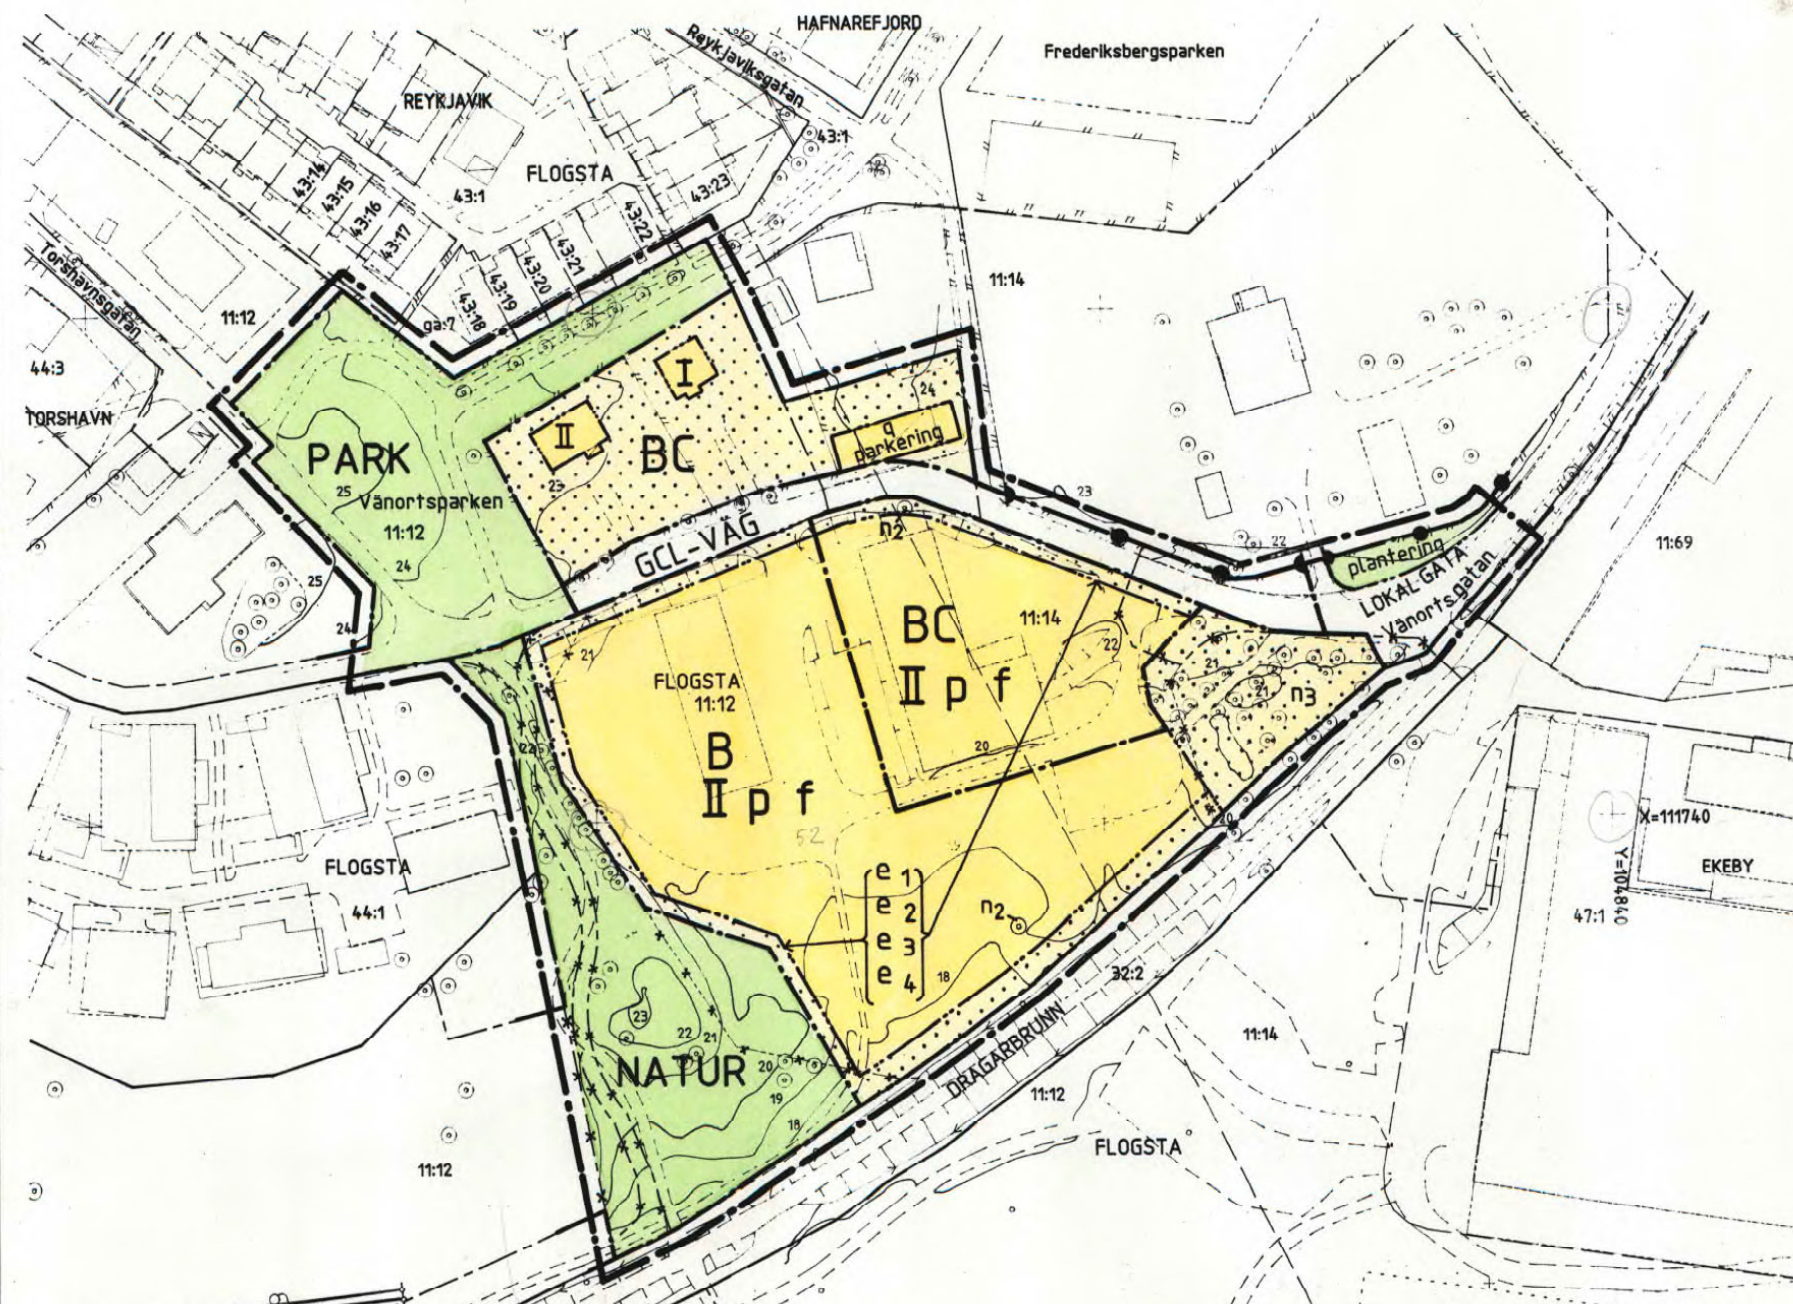 HAFNAREFJORD
Frederiksbergsparken
Reykjaviksgatan
REYKJAVIK
43:1
FLOGSTA
43:14
43:15
43:16
43:17
43:1
43:23
43:22
43:21
43:20
43:19
43:18
ga:7
Torshavnsgatan
11:12
11:14
44:3
TORSHAVN
I
II
BC
24
q
parkering
PARK
25
Vänortsparken
11:12
24
23
GCL-VÄG
n2
23
22
plantering
LOKAL-GATA
Vänortsgatan
11:69
25
24
21
BC
II p f
11:14
22
21
21
n3
20
FLOGSTA
11:12
B
II p f
52
22
20
X=111740
Y=104840
EKEBY
47:1
FLOGSTA
44:1
e1
e2
e3
e4
n2
18
32:2
DRAGARBRUNN
23
22
21
NATUR
20
19
18
11:14
11:12
FLOGSTA
11:12